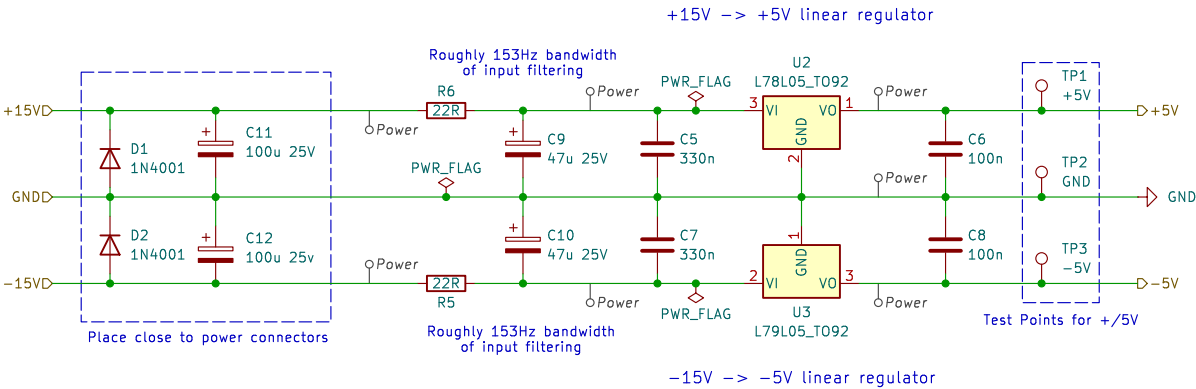 +15V -> +5V linear regulator
Roughly 153Hz bandwidth
of input filtering
U2
L78L05_TO92
PWR_FLAG
Power
Power
TP1
+5V
+15V
R6
22R
3
VI
VO
1
GND
2
+5V
Power
D1
1N4001
+
C11
100u 25V
+
C9
47u 25V
C5
330n
C6
100n
PWR_FLAG
Power
TP2
GND
GND
GND
D2
1N4001
+
C12
100u 25v
+
C10
47u 25V
C7
330n
1
GND
C8
100n
TP3
-5V
Power
-15V
22R
R5
2
VI
VO
3
-5V
Power
Power
PWR_FLAG
U3
L79L05_TO92
Test Points for +/5V
Place close to power connectors
Roughly 153Hz bandwidth
of input filtering
-15V -> -5V linear regulator